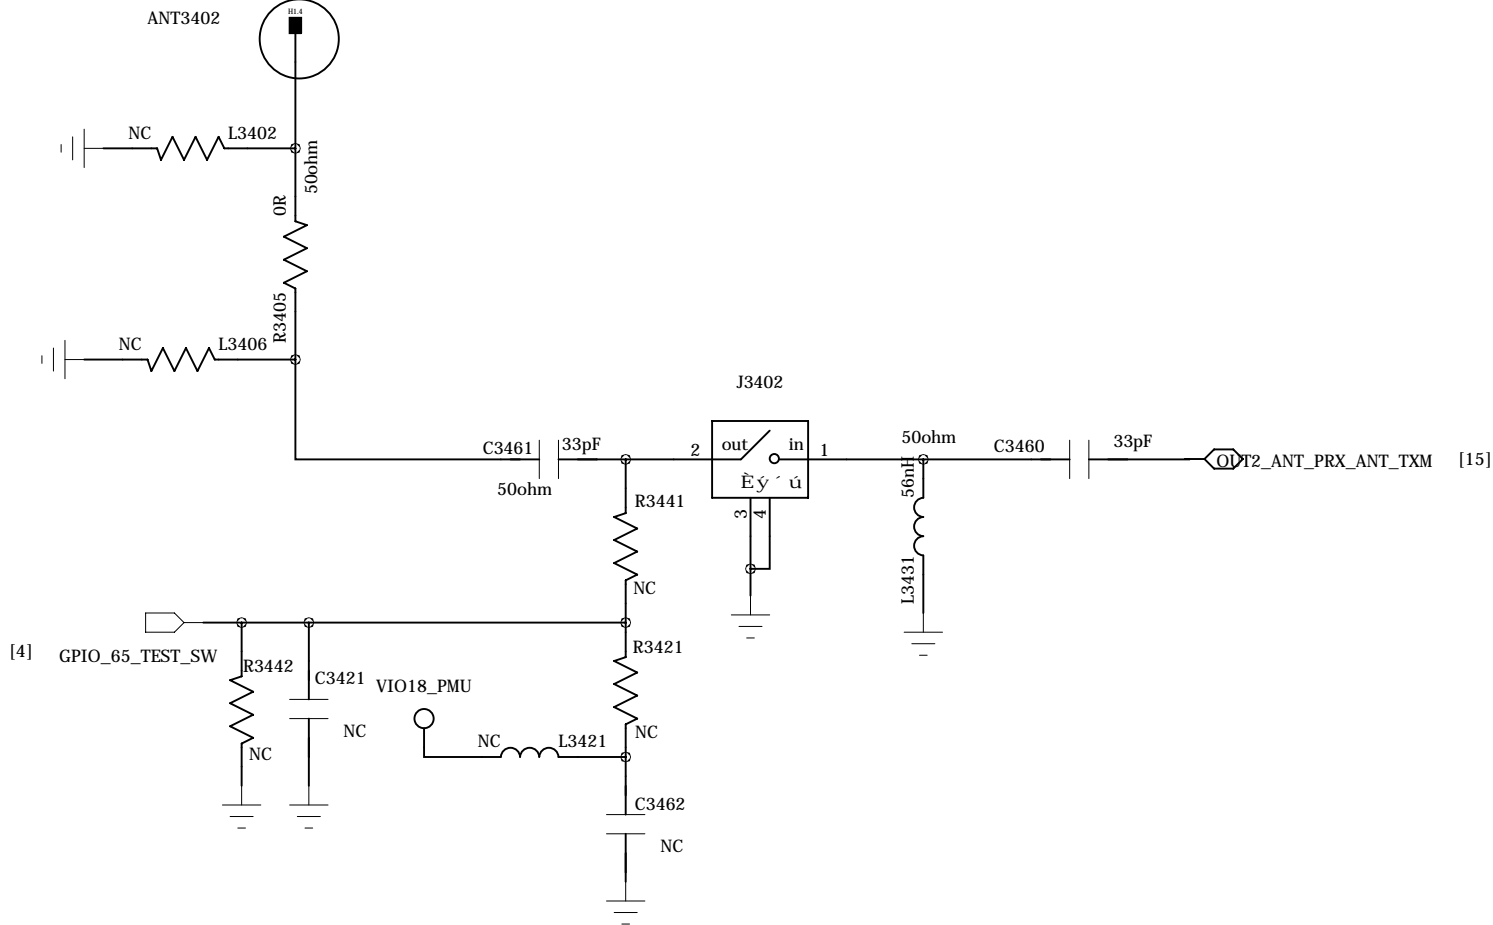 ANT3402
H1.4
NC
L3402
50ohm
0R
R3405
NC
L3406
J3402
C3461
33pF
50ohm
2
out
in
1
Èý´ú
3
4
50ohm
56nH
L3431
C3460
33pF
OUT2_ANT_PRX_ANT_TXM
[15]
R3441
NC
[4]
GPIO_65_TEST_SW
R3442
NC
C3421
NC
VIO18_PMU
NC
L3421
R3421
NC
C3462
NC